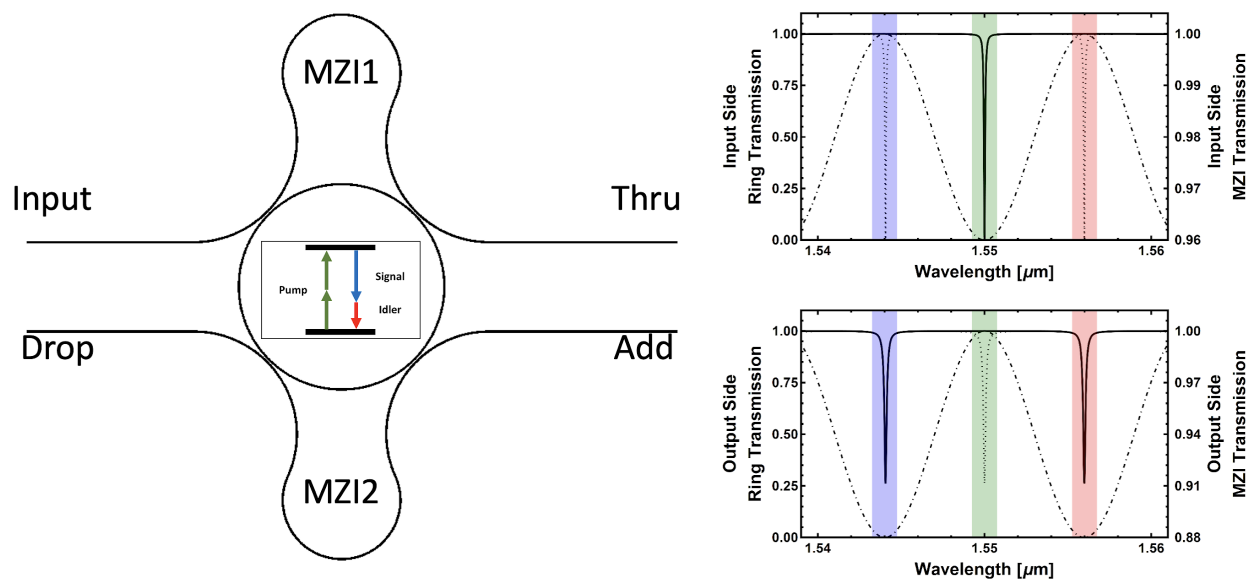 MZI1
Input
Thru
Pump
Signal
Idler
Drop
Add
MZI2
Input Side
Ring Transmission
1.00
0.75
0.50
0.25
0.00
1.54
1.55
1.56
Wavelength [µm]
1.00
0.99
0.98
0.97
0.96
Input Side
MZI Transmission
Output Side
Ring Transmission
1.00
0.75
0.50
0.25
0.00
1.54
1.55
1.56
Wavelength [µm]
1.00
0.97
0.94
0.91
0.88
Output Side
MZI Transmission